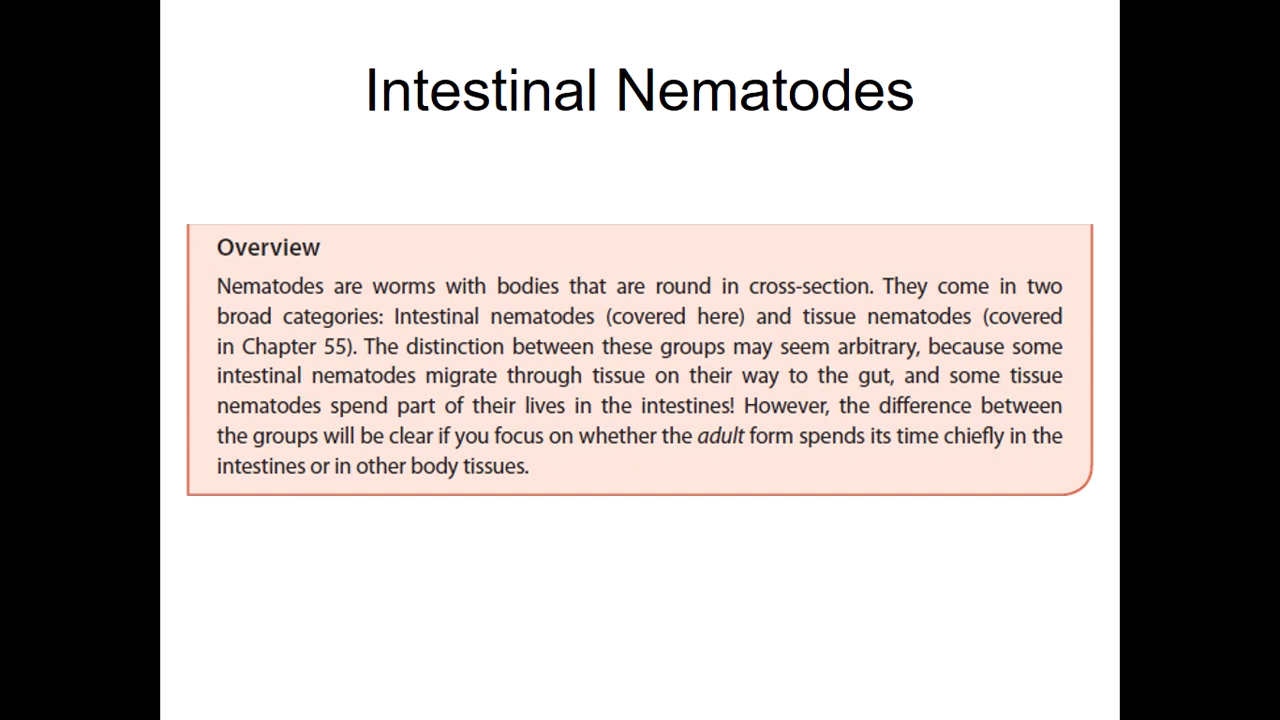 Intestinal Nematodes
Overview
Nematodes are worms with bodies that are round in cross-section. They come in two
broad categories: Intestinal nematodes (covered here) and tissue nematodes (covered
in Chapter 55). The distinction between these groups may seem arbitrary, because some
intestinal nematodes migrate through tissue on their way to the gut, and some tissue
nematodes spend part of their lives in the intestines! However, the difference between
the groups will be clear if you focus on whether the adult form spends its time chiefly in the
intestines or in other body tissues.